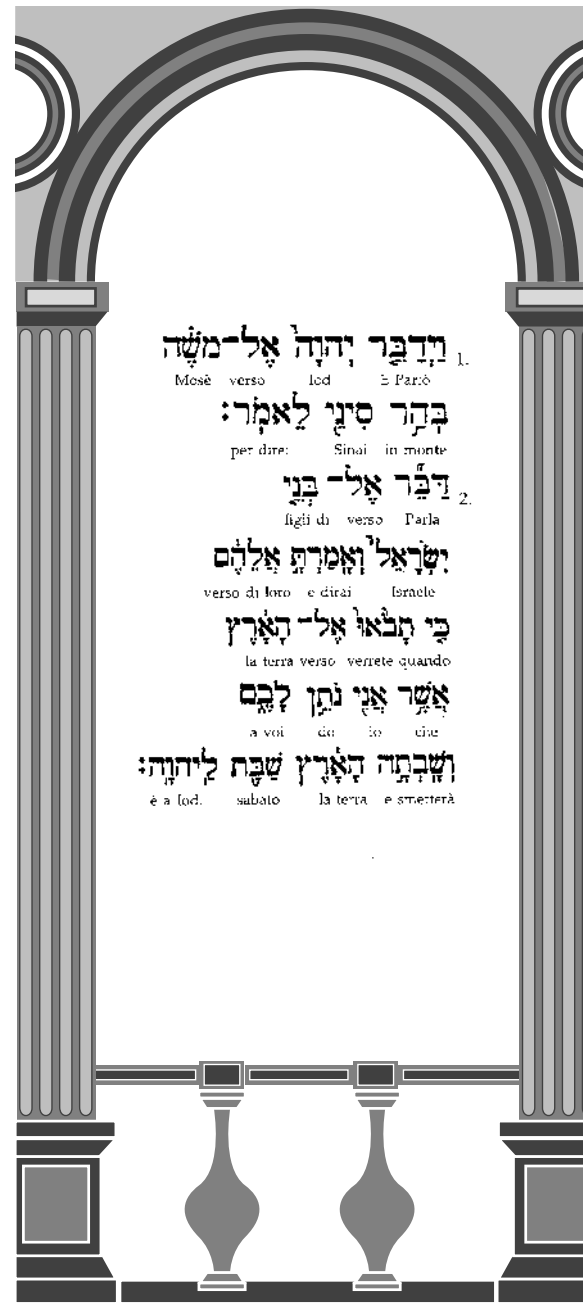 וַיְדַבֵּר יְהוָה אֶל־מֹשֶׁה 1.
Mosè verso Iod E Parlò
בְּהַר סִינַי לֵאמֹר׃
per dire: Sinai in monte
דַּבֵּר אֶל־ בְּנֵי 2.
figli di verso Parla
יִשְׂרָאֵל וְאָמַרְתָּ אֲלֵהֶם
verso di loro e dirai Israele
כִּי תָבֹאוּ אֶל־ הָאָרֶץ
la terra verso verrete quando
אֲשֶׁר אֲנִי נֹתֵן לָכֶם
a voi do io che
וְשָׁבְתָה הָאָרֶץ שַׁבָּת לַיהוָה׃
è a Iod. sabato la terra e smetterà